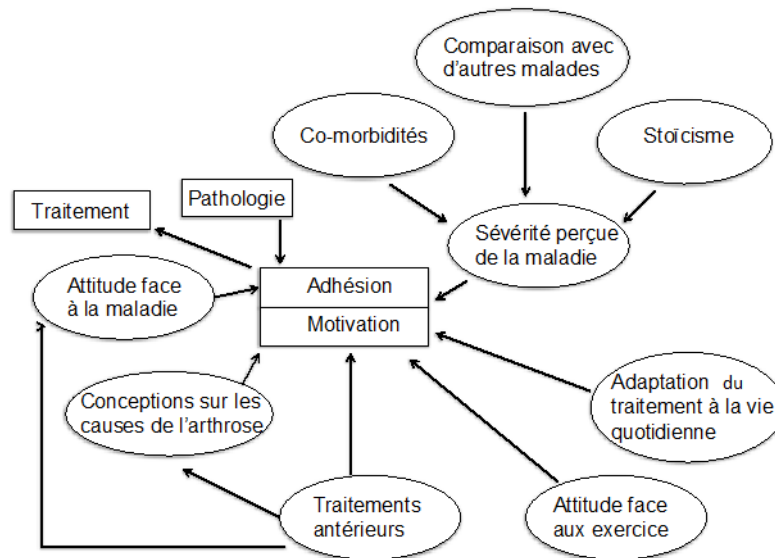 Comparaison avec
d'autres malades
Co-morbidités
Stoïcisme
Pathologie
Traitement
Sévérité perçue
de la maladie
Attitude face
à la maladie
Adhésion
Motivation
Adaptation du
traitement à la vie
quotidienne
Conceptions sur les
causes de l'arthrose
Traitements
antérieurs
Attitude face
aux exercice